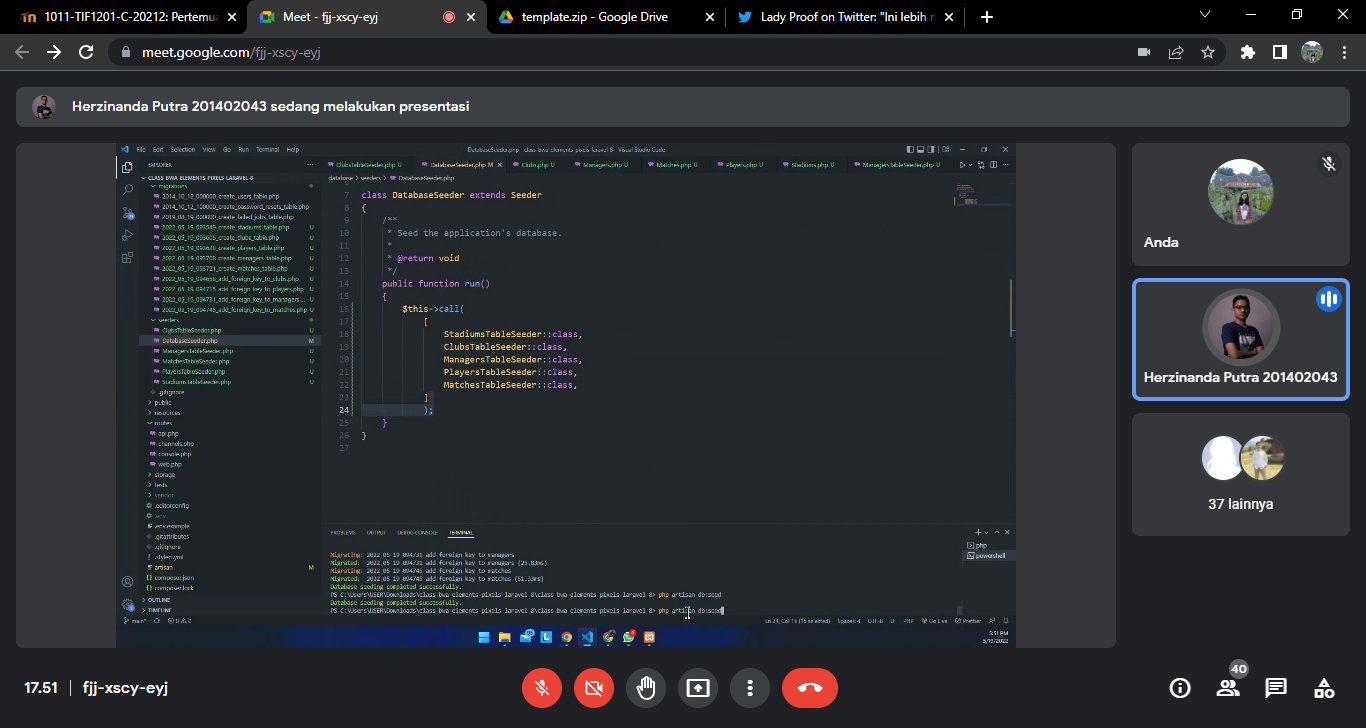 1011-TIF1201-C-20212: Pertemua
Meet - fjj-xscy-eyj
template.zip - Google Drive
Lady Proof on Twitter: "Ini lebih n
meet.google.com/fjj-xscy-eyj
Herzinanda Putra 201402043 sedang melakukan presentasi
File Edit Selection View Go Run Terminal Help
DatabaseSeeder.php - class bwa elements pixels laravel 8 - Visual Studio Code
EXPLORER
ClubsTableSeeder.php U
DatabaseSeeder.php M
Clubs.php U
Managers.php U
Matches.php U
Players.php U
Stadiums.php U
ManagersTableSeeder.php U
CLASS BWA ELEMENTS PIXELS LARAVEL 8
database > seeders > DatabaseSeeder.php
migrations
2014_10_12_000000_create_users_table.php
2014_10_12_100000_create_password_resets_table.php
2019_08_19_000000_create_failed_jobs_table.php
2022_05_19_093549_create_stadiums_table.php U
2022_05_19_093605_create_clubs_table.php U
2022_05_19_093628_create_players_table.php U
2022_05_19_093708_create_managers_table.php U
2022_05_19_093721_create_matches_table.php U
2022_05_19_094656_add_foreign_key_to_clubs.php U
2022_05_19_094715_add_foreign_key_to_players.php U
2022_05_19_094731_add_foreign_key_to_managers... U
2022_05_19_094745_add_foreign_key_to_matches.php U
seeders
ClubsTableSeeder.php U
DatabaseSeeder.php M
ManagersTableSeeder.php U
MatchesTableSeeder.php U
PlayersTableSeeder.php U
StadiumsTableSeeder.php U
.gitignore
public
resources
routes
api.php
channels.php
console.php
web.php
storage
tests
vendor
.editorconfig
.env
.env.example
.gitattributes
.gitignore
.styleci.yml
artisan M
composer.json
composer.lock
OUTLINE
TIMELINE
7 class DatabaseSeeder extends Seeder
8 {
9 /**
10 * Seed the application's database.
11 *
12 * @return void
13 */
14 public function run()
15 {
16 $this->call(
17 [
18 StadiumsTableSeeder::class,
19 ClubsTableSeeder::class,
20 ManagersTableSeeder::class,
21 PlayersTableSeeder::class,
22 MatchesTableSeeder::class,
23 ]
24 );
25 }
26 }
27
PROBLEMS OUTPUT DEBUG CONSOLE TERMINAL
php
powershell
Migrating: 2022_05_19_094731_add_foreign_key_to_managers
Migrated: 2022_05_19_094731_add_foreign_key_to_managers (25.83ms)
Migrating: 2022_05_19_094745_add_foreign_key_to_matches
Migrated: 2022_05_19_094745_add_foreign_key_to_matches (51.33ms)
Database seeding completed successfully.
PS C:\Users\USER\Downloads\class bwa elements pixels laravel 8\class bwa elements pixels laravel 8> php artisan db:seed
Database seeding completed successfully.
PS C:\Users\USER\Downloads\class bwa elements pixels laravel 8\class bwa elements pixels laravel 8> php artisan db:seed
main* 0 0
Ln 24, Col 15 (15 selected) Spaces: 4 UTF-8 PHP Go Live Prettier
5:51 PM
5/19/2022
Anda
Herzinanda Putra 201402043
37 lainnya
17.51 | fjj-xscy-eyj
40